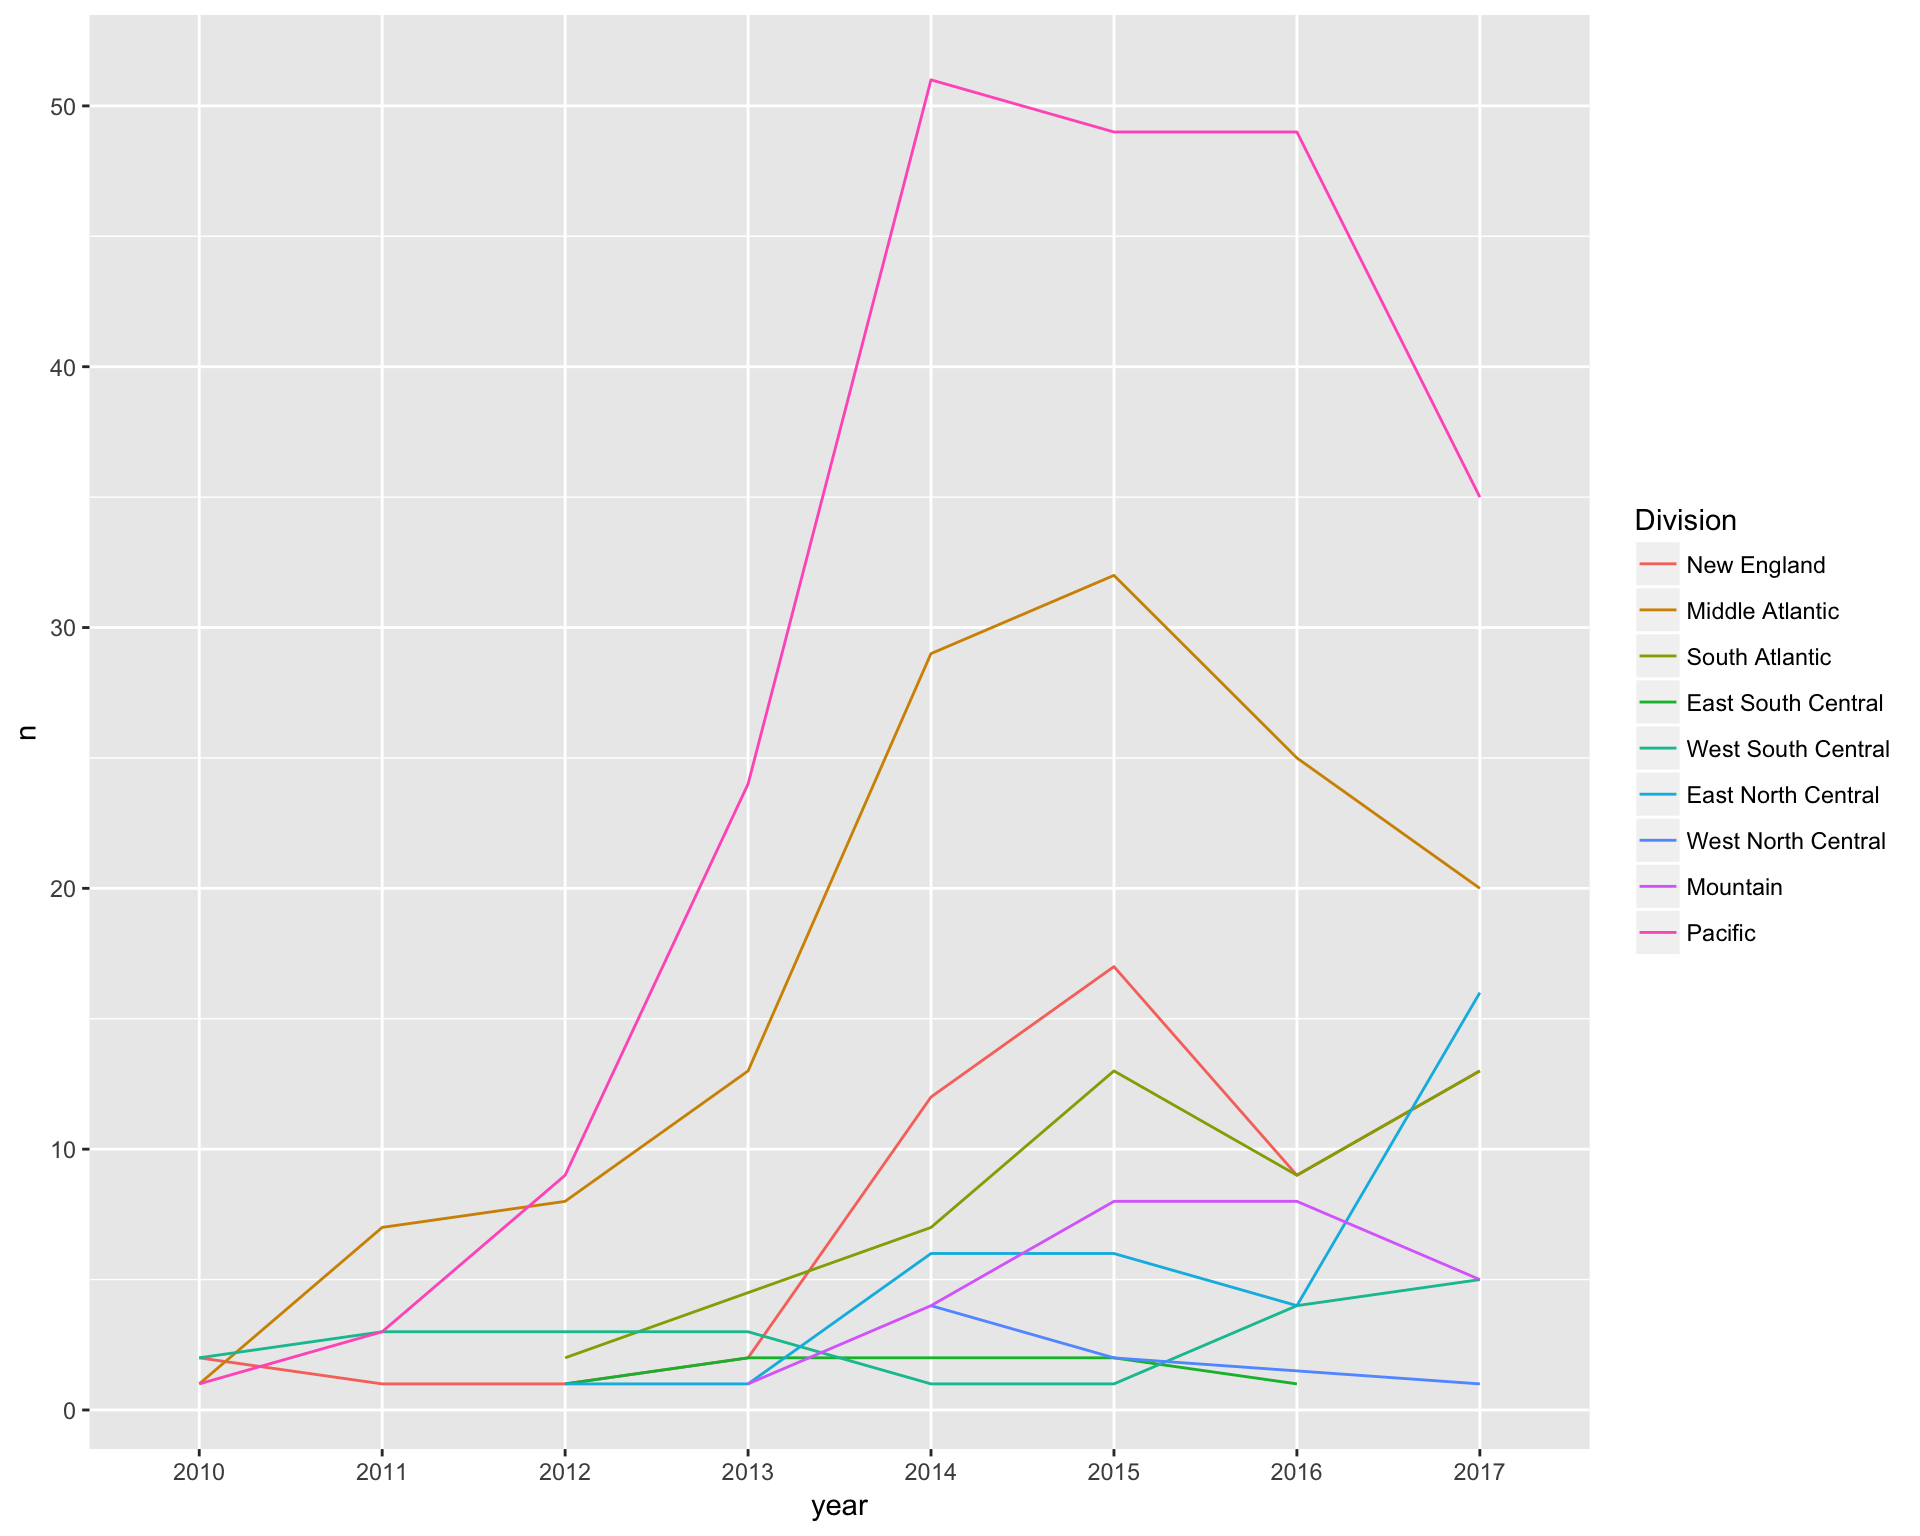 50
40
30
20
10
0
n
2010 2011 2012 2013 2014 2015 2016 2017
year
Division
New England
Middle Atlantic
South Atlantic
East South Central
West South Central
East North Central
West North Central
Mountain
Pacific